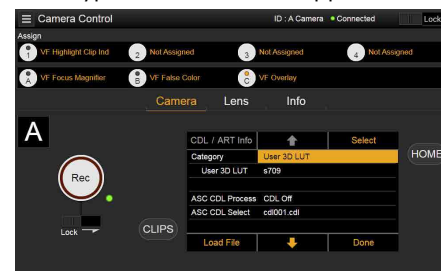 Camera Control ID : A Camera Connected Lock
Assign
1 VF Highlight Clip Ind 2 Not Assigned 3 Not Assigned 4 Not Assigned
A VF Focus Magnifier B VF False Color C VF Overlay
Camera Lens Info
A
CDL / ART Info Select
Category User 3D LUT
User 3D LUT s709
HOME
Rec
ASC CDL Process CDL Off
ASC CDL Select cdl001.cdl
Lock
CLIPS
Load File Done